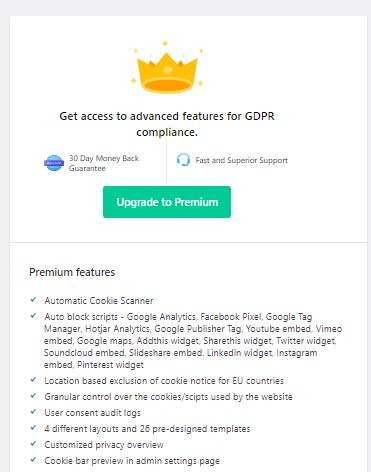 Get access to advanced features for GDPR
compliance.
30 Day Money Back
Guarantee
Fast and Superior Support
Upgrade to Premium
Premium features
Automatic Cookie Scanner
Auto block scripts - Google Analytics, Facebook Pixel, Google Tag
Manager, Hotjar Analytics, Google Publisher Tag, Youtube embed, Vimeo
embed, Google maps, Addthis widget, Sharethis widget, Twitter widget,
Soundcloud embed, Slideshare embed, Linkedin widget, Instagram
embed, Pinterest widget
Location based exclusion of cookie notice for EU countries
Granular control over the cookies/scipts used by the website
User consent audit logs
4 different layouts and 26 pre-designed templates
Customized privacy overview
Cookie bar preview in admin settings page